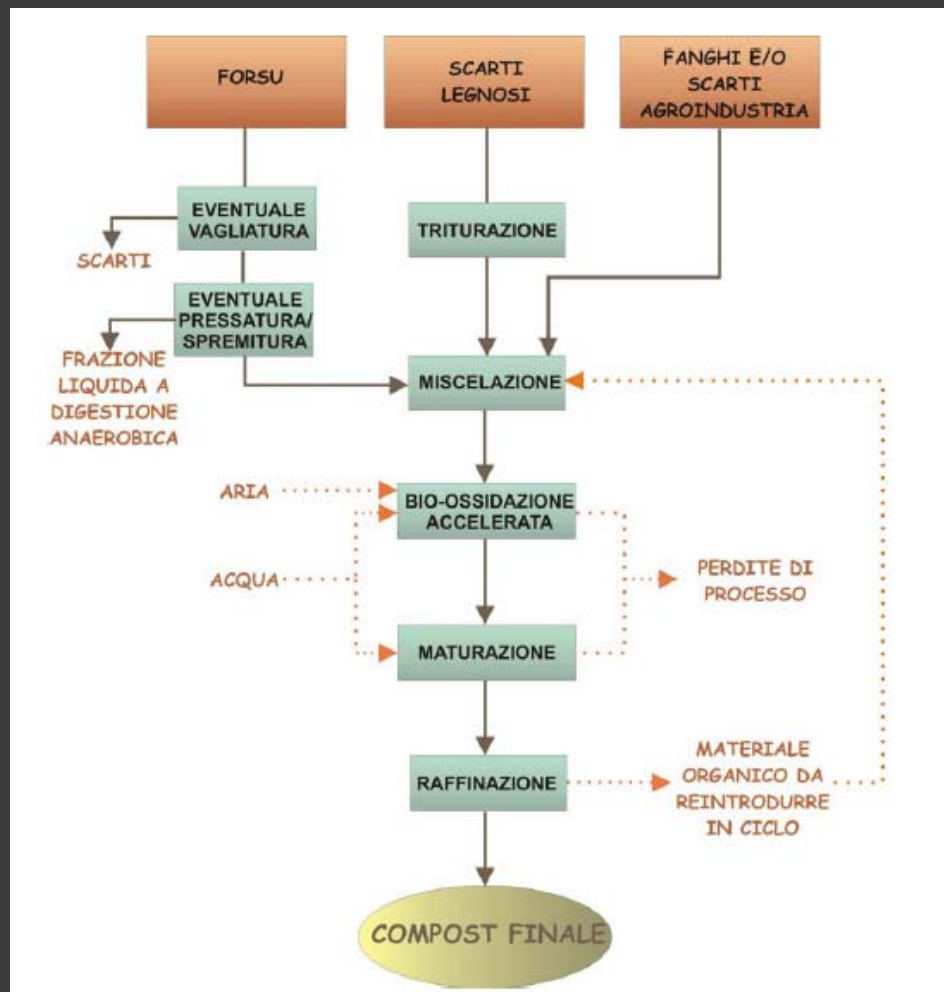 FORSU
SCARTI
LEGNOSI
FANGHI E/O
SCARTI
AGROINDUSTRIA
EVENTUALE
VAGLIATURA
TRITURAZIONE
SCARTI
EVENTUALE
PRESSATURA/
SPREMITURA
FRAZIONE
LIQUIDA A
DIGESTIONE
ANAEROBICA
MISCELAZIONE
ARIA
BIO-OSSIDAZIONE
ACCELERATA
ACQUA
PERDITE DI
PROCESSO
MATURAZIONE
RAFFINAZIONE
MATERIALE
ORGANICO DA
REINTRODURRE
IN CICLO
COMPOST FINALE